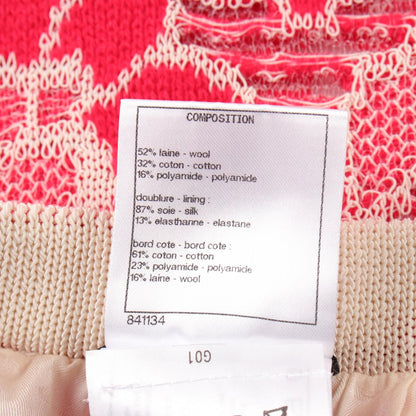 COMPOSITION
52% laine - wool
32% coton - cotton
16% polyamide - polyamide
doublure - lining :
87% soie - silk
13% elasthanne - elastane
bord cote - bord cote :
61% coton - cotton
23% polyamide - polyamide
16% laine - wool
841134
G01